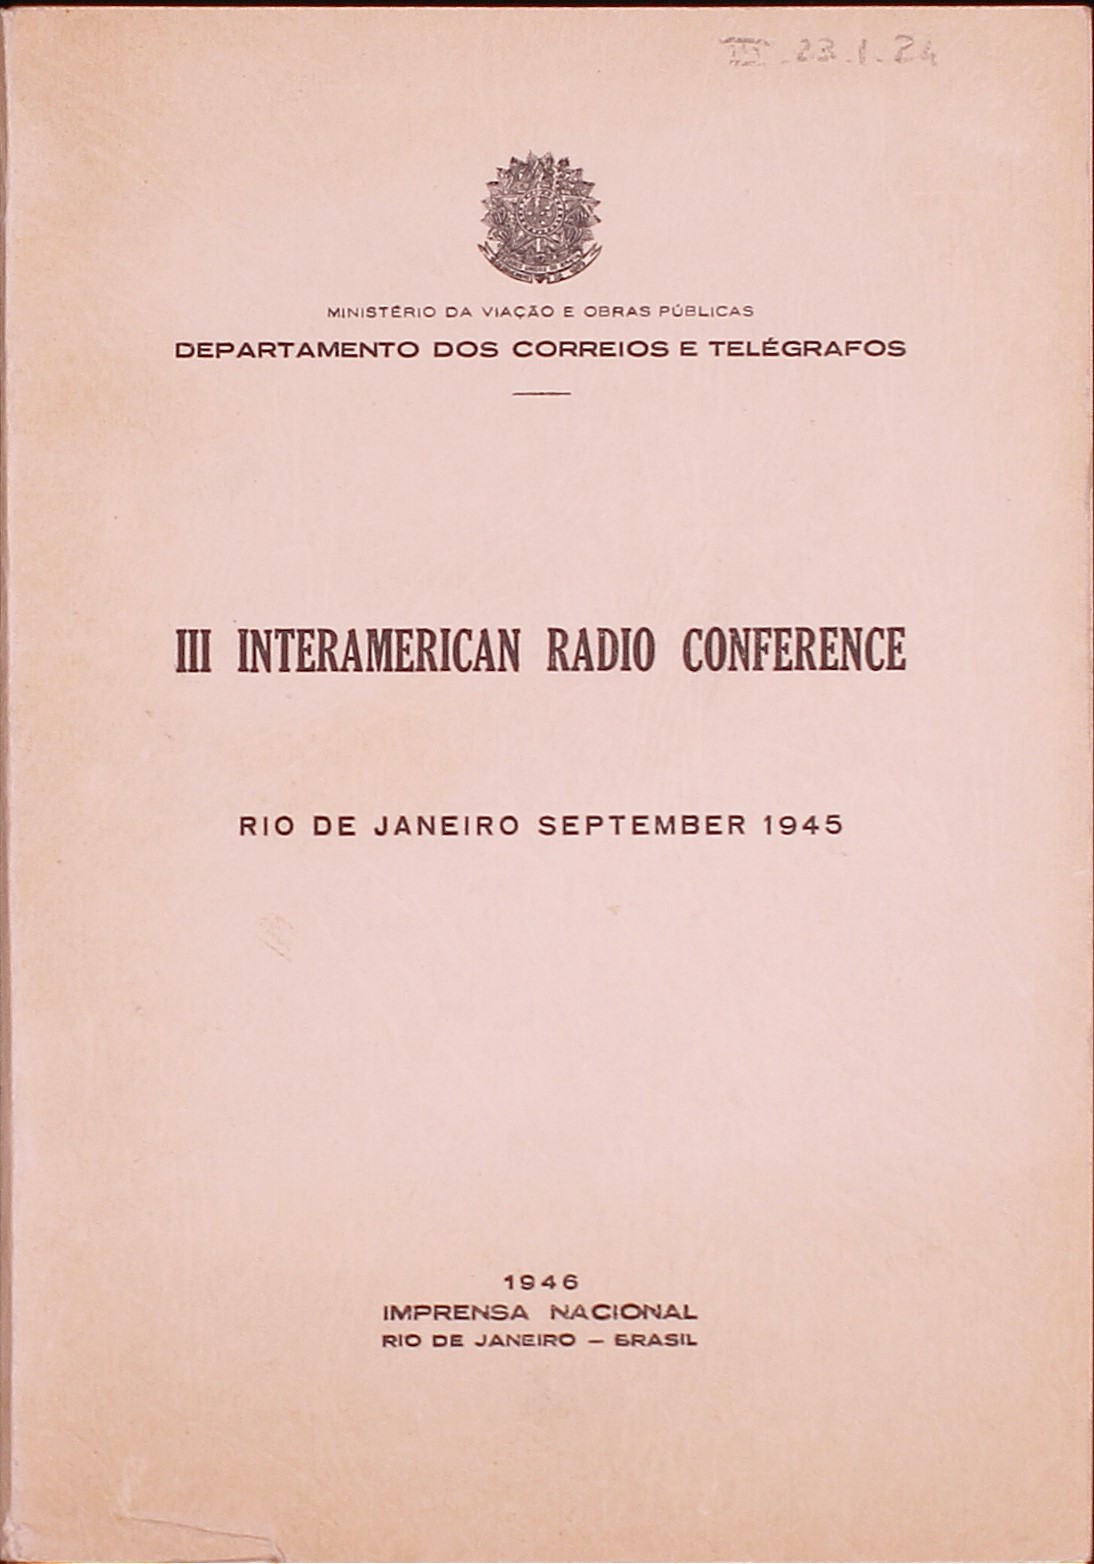 III 23.1.24
MINISTÉRIO DA VIAÇÃO E OBRAS PÚBLICAS
DEPARTAMENTO DOS CORREIOS E TELÉGRAFOS
III INTERAMERICAN RADIO CONFERENCE
RIO DE JANEIRO SEPTEMBER 1945
1946
IMPRENSA NACIONAL
RIO DE JANEIRO — BRASIL